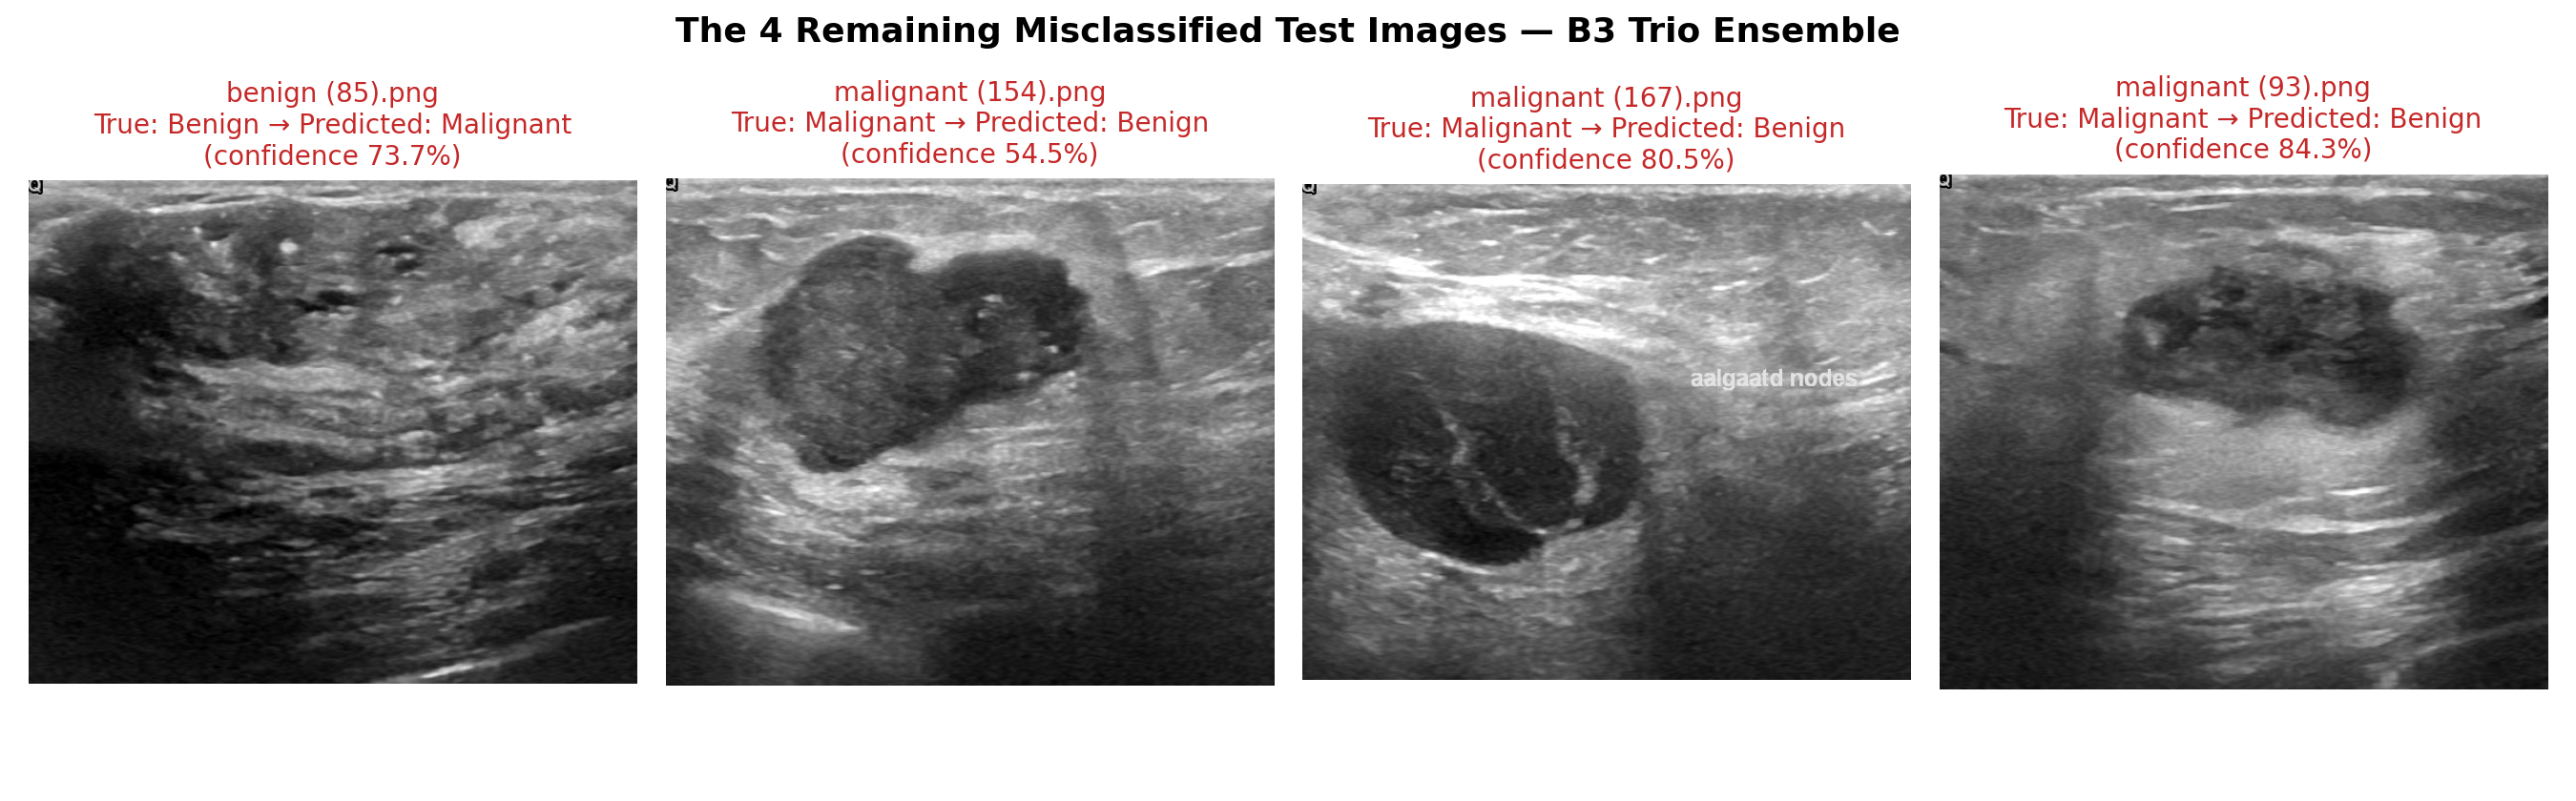 The 4 Remaining Misclassified Test Images — B3 Trio Ensemble
benign (85).png
True: Benign → Predicted: Malignant
(confidence 73.7%)
malignant (154).png
True: Malignant → Predicted: Benign
(confidence 54.5%)
malignant (167).png
True: Malignant → Predicted: Benign
(confidence 80.5%)
malignant (93).png
True: Malignant → Predicted: Benign
(confidence 84.3%)
aalgaatd nodes